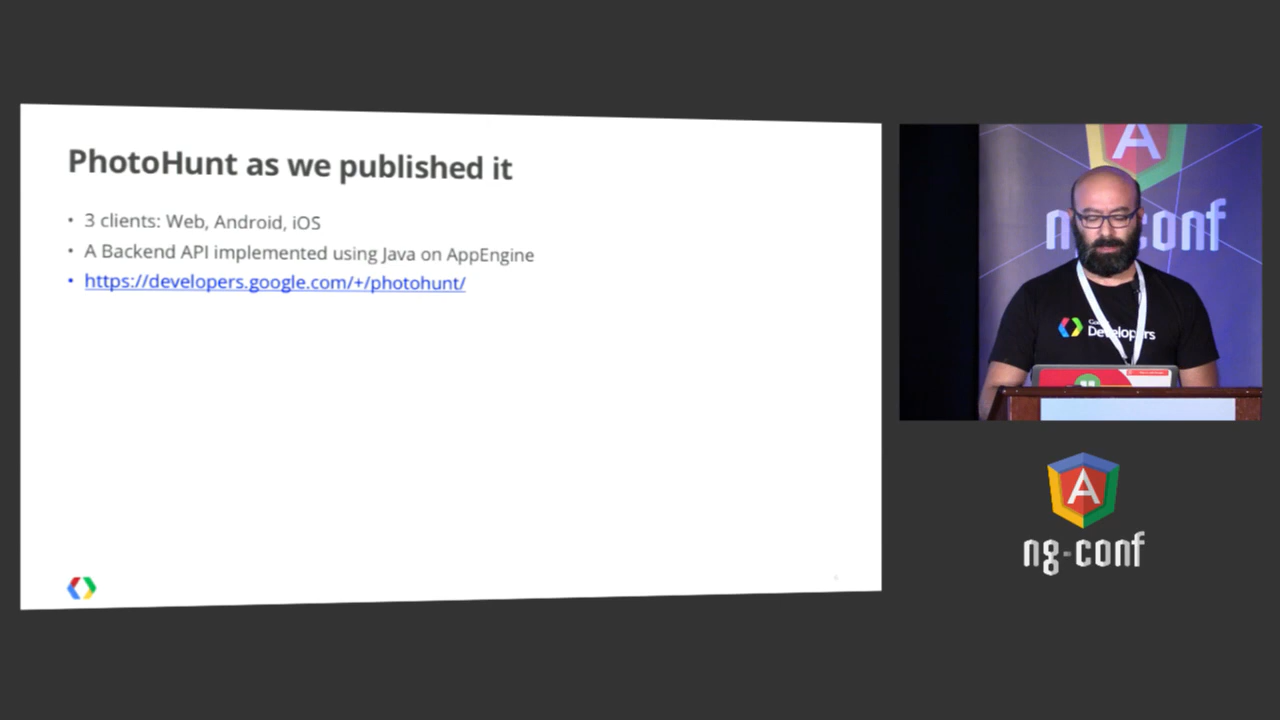 PhotoHunt as we published it
• 3 clients: Web, Android, iOS
• A Backend API implemented using Java on AppEngine
• https://developers.google.com/+/photohunt/
A
ng-conf
Developers
A
ng-conf